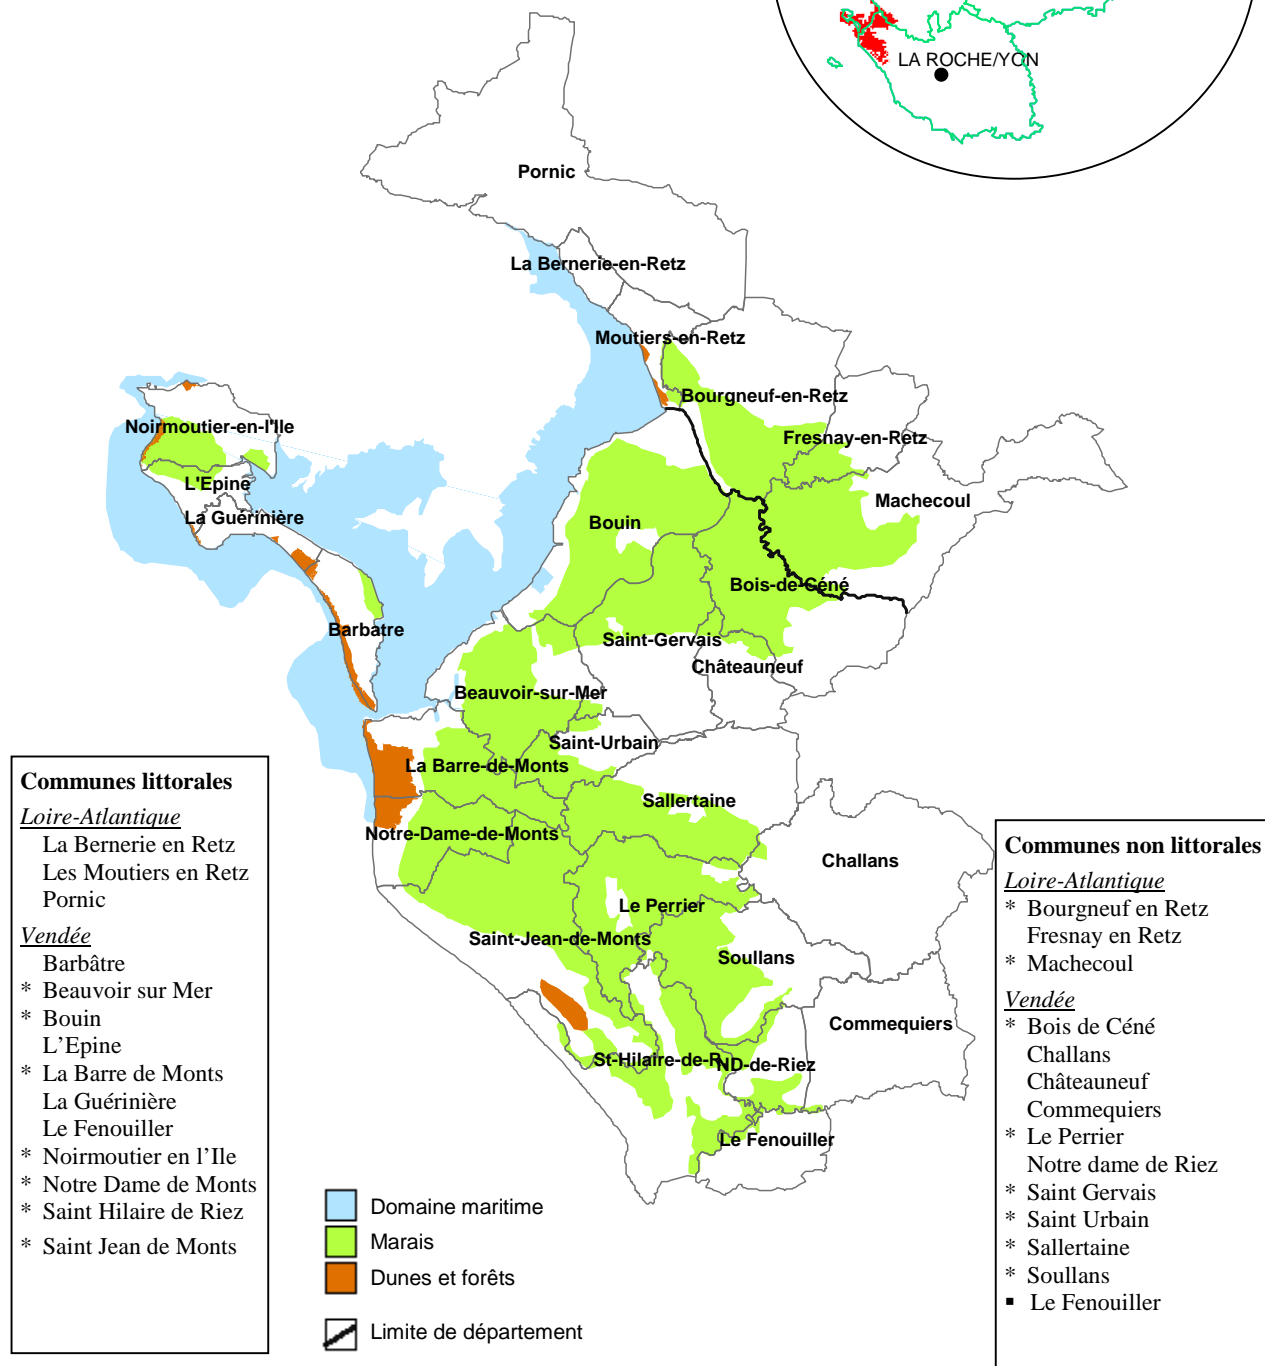 LA ROCHE/YON
Pornic
La Bernerie-en-Retz
Moutiers-en-Retz
Bourgneuf-en-Retz
Noirmoutier-en-l'Ile
Fresnay-en-Retz
L'Epine
Machecoul
La Guérinière
Bouin
Bois-de-Céné
Barbatre
Saint-Gervais
Châteauneuf
Beauvoir-sur-Mer
Saint-Urbain
La Barre-de-Monts
Sallertaine
Notre-Dame-de-Monts
Challans
Le Perrier
Saint-Jean-de-Monts
Soullans
Commequiers
St-Hilaire-de-R
ND-de-Riez
Le Fenouiller
Communes littorales
Loire-Atlantique
La Bernerie en Retz
Les Moutiers en Retz
Pornic
Vendée
Barbâtre
* Beauvoir sur Mer
* Bouin
L’Epine
* La Barre de Monts
La Guérinière
Le Fenouiller
* Noirmoutier en l’Ile
* Notre Dame de Monts
* Saint Hilaire de Riez
* Saint Jean de Monts
Domaine maritime
Marais
Dunes et forêts
Limite de département
Communes non littorales
Loire-Atlantique
* Bourgneuf en Retz
Fresnay en Retz
* Machecoul
Vendée
* Bois de Céné
Challans
Châteauneuf
Commequiers
* Le Perrier
Notre dame de Riez
* Saint Gervais
* Saint Urbain
* Sallertaine
* Soullans
▪ Le Fenouiller